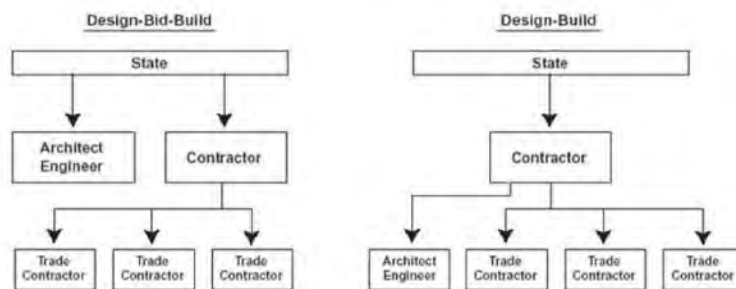 Design-Bid-Build
State
Architect
Engineer
Contractor
Trade
Contractor
Trade
Contractor
Trade
Contractor
Design-Build
State
Contractor
Architect
Engineer
Trade
Contractor
Trade
Contractor
Trade
Contractor